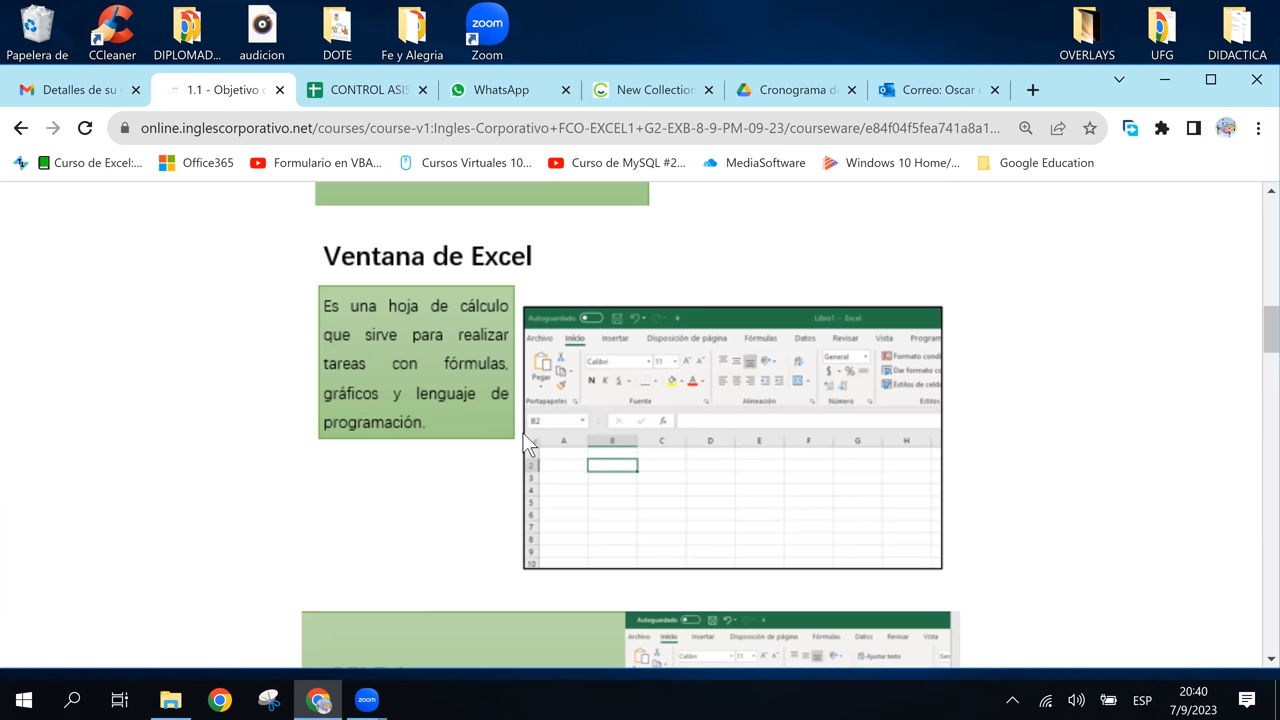 Papelera de
CCleaner
DIPLOMAD...
audicion
DOTE
Fe y Alegria
Zoom
OVERLAYS
UFG
DIDACTICA
Detalles de su
1.1 - Objetivo
CONTROL ASIS
WhatsApp
New Collection
Cronograma de
Correo: Oscar
online.inglescorporativo.net/courses/course-v1:Ingles-Corporativo+FCO-EXCEL1+G2-EXB-8-9-PM-09-23/courseware/e84f04f5fea741a8a1...
Curso de Excel:...
Office365
Formulario en VBA...
Cursos Virtuales 10...
Curso de MySQL #2...
MediaSoftware
Windows 10 Home/...
Google Education
Ventana de Excel
Es una hoja de cálculo
que sirve para realizar
tareas con fórmulas,
gráficos y lenguaje de
programación.
Autoguardado
Libro1 - Excel
Archivo Inicio Insertar Disposición de página Fórmulas Datos Revisar Vista Program
Calibri 11
General
Formato condi
Pegar
N K S
$ % 000
Dar formato c
Estilos de celda
Portapapeles Fuente Alineación Número Estilos
B2
fx
A B C D E F G H
2
3
4
5
6
7
8
9
10
Autoguardado
Archivo Inicio Insertar Disposición de página Fórmulas Datos Revisar Vista
Calibri 11
Ajustar texto
ESP
20:40
7/9/2023
zoom